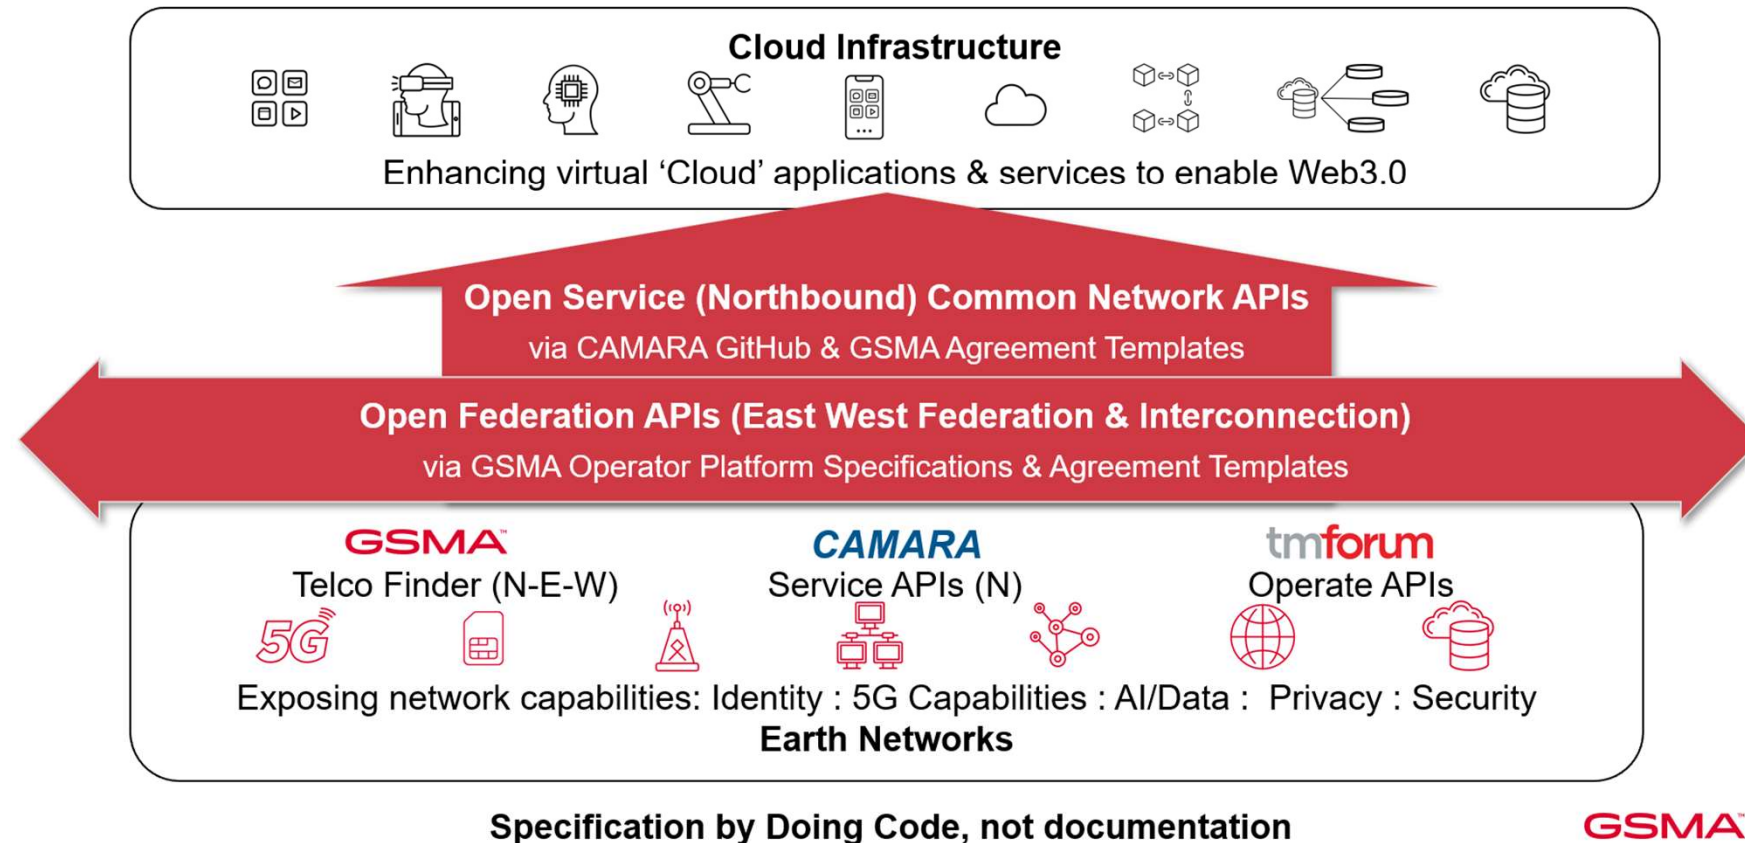 Cloud Infrastructure
Enhancing virtual ‘Cloud’ applications & services to enable Web3.0
Open Service (Northbound) Common Network APIs
via CAMARA GitHub & GSMA Agreement Templates
Open Federation APIs (East West Federation & Interconnection)
via GSMA Operator Platform Specifications & Agreement Templates
GSMA™ CAMARA tmforum
Telco Finder (N-E-W) Service APIs (N) Operate APIs
5G
Exposing network capabilities: Identity : 5G Capabilities : AI/Data : Privacy : Security
Earth Networks
Specification by Doing Code, not documentation
GSMA™